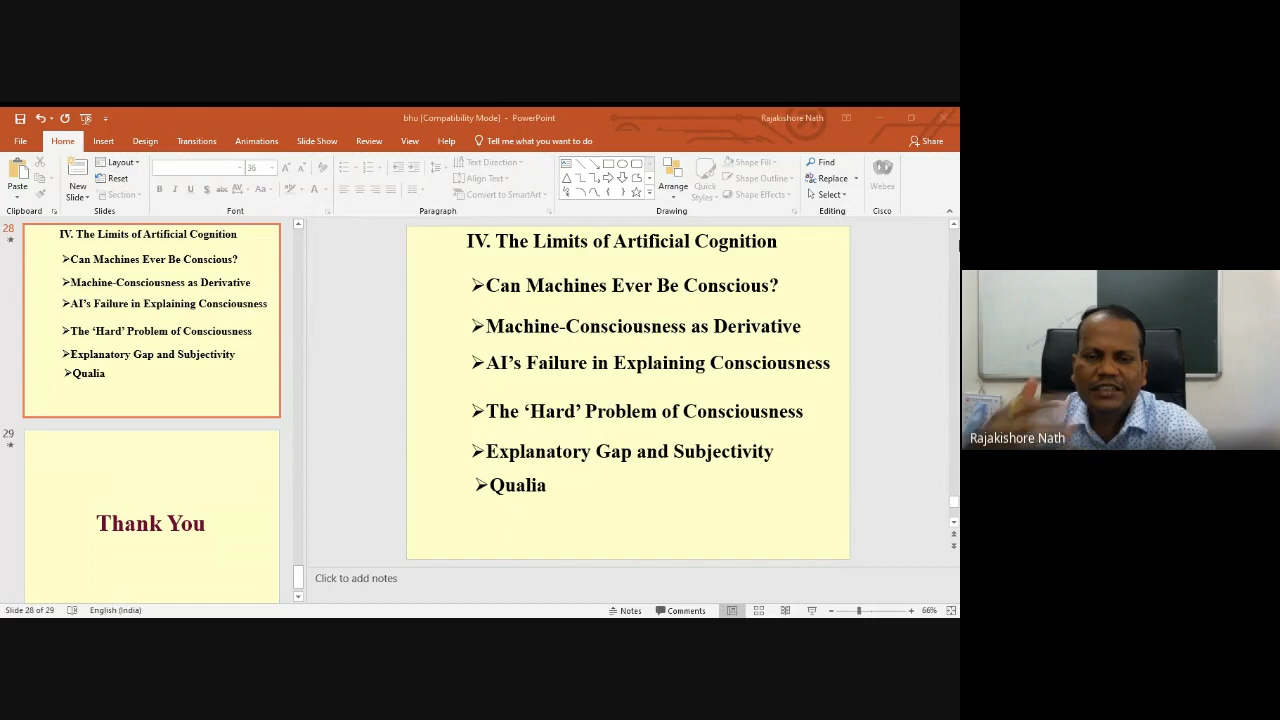 bhu [Compatibility Mode] - PowerPoint
Rajakishore Nath
File
Home
Insert
Design
Transitions
Animations
Slide Show
Review
View
Help
Tell me what you want to do
Share
Paste
New
Slide
Layout
Reset
Section
36
B I U S abc AV Aa A
Text Direction
Align Text
Convert to SmartArt
Arrange
Quick
Styles
Shape Fill
Shape Outline
Shape Effects
Find
Replace
Select
Webex
Clipboard
Slides
Font
Paragraph
Drawing
Editing
Cisco
28
IV. The Limits of Artificial Cognition
➢Can Machines Ever Be Conscious?
➢Machine-Consciousness as Derivative
➢AI’s Failure in Explaining Consciousness
➢The ‘Hard’ Problem of Consciousness
➢Explanatory Gap and Subjectivity
➢Qualia
29
Thank You
IV. The Limits of Artificial Cognition
➢Can Machines Ever Be Conscious?
➢Machine-Consciousness as Derivative
➢AI’s Failure in Explaining Consciousness
➢The ‘Hard’ Problem of Consciousness
➢Explanatory Gap and Subjectivity
➢Qualia
Click to add notes
Slide 28 of 29
English (India)
Notes
Comments
66%
Rajakishore Nath